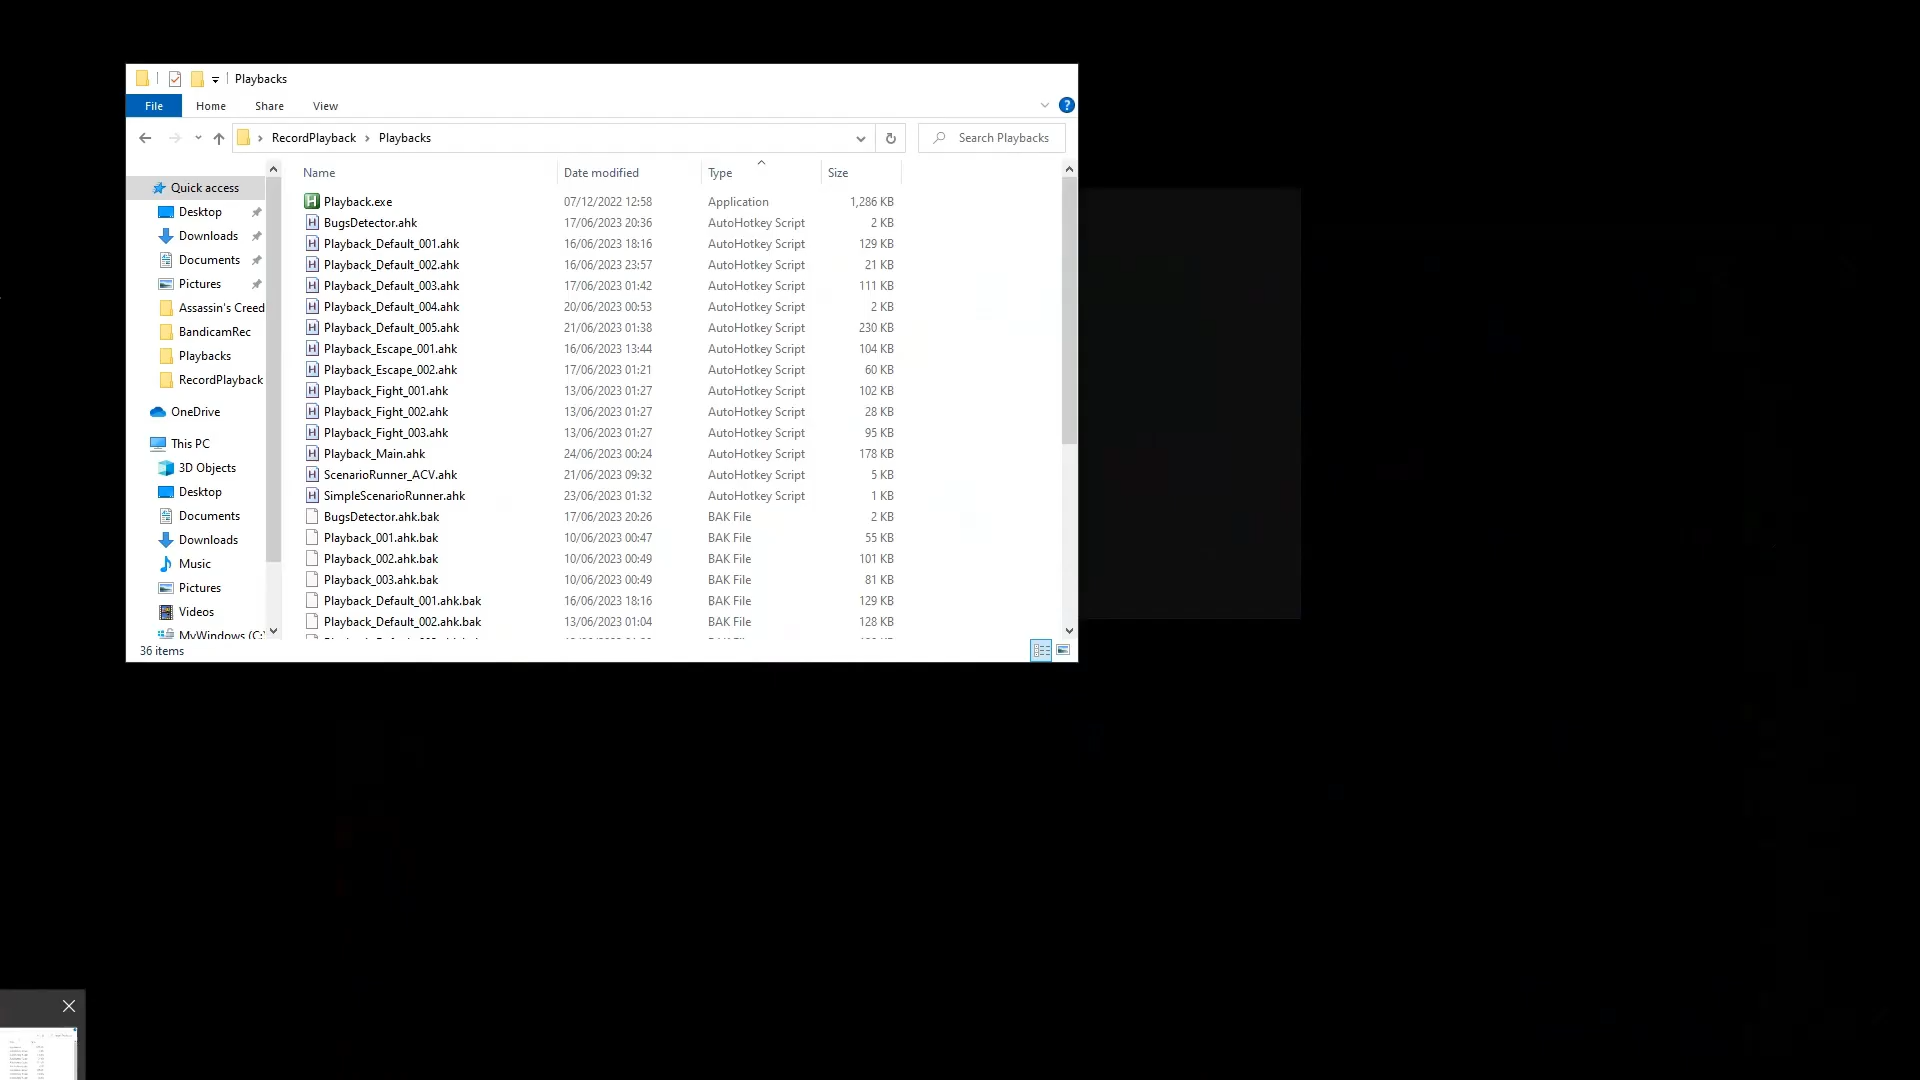 Playbacks
File Home Share View
RecordPlayback Playbacks Search Playbacks
Name Date modified Type Size
Quick access
Desktop
Downloads
Documents
Pictures
Assassin's Creed
BandicamRec
Playbacks
RecordPlayback
OneDrive
This PC
3D Objects
Desktop
Documents
Downloads
Music
Pictures
Videos
MyWindows (C:)
Playback.exe 07/12/2022 12:58 Application 1,286 KB
BugsDetector.ahk 17/06/2023 20:36 AutoHotkey Script 2 KB
Playback_Default_001.ahk 16/06/2023 18:16 AutoHotkey Script 129 KB
Playback_Default_002.ahk 16/06/2023 23:57 AutoHotkey Script 21 KB
Playback_Default_003.ahk 17/06/2023 01:42 AutoHotkey Script 111 KB
Playback_Default_004.ahk 20/06/2023 00:53 AutoHotkey Script 2 KB
Playback_Default_005.ahk 21/06/2023 01:38 AutoHotkey Script 230 KB
Playback_Escape_001.ahk 16/06/2023 13:44 AutoHotkey Script 104 KB
Playback_Escape_002.ahk 17/06/2023 01:21 AutoHotkey Script 60 KB
Playback_Fight_001.ahk 13/06/2023 01:27 AutoHotkey Script 102 KB
Playback_Fight_002.ahk 13/06/2023 01:27 AutoHotkey Script 28 KB
Playback_Fight_003.ahk 13/06/2023 01:27 AutoHotkey Script 95 KB
Playback_Main.ahk 24/06/2023 00:24 AutoHotkey Script 178 KB
ScenarioRunner_ACV.ahk 21/06/2023 09:32 AutoHotkey Script 5 KB
SimpleScenarioRunner.ahk 23/06/2023 01:32 AutoHotkey Script 1 KB
BugsDetector.ahk.bak 17/06/2023 20:26 BAK File 2 KB
Playback_001.ahk.bak 10/06/2023 00:47 BAK File 55 KB
Playback_002.ahk.bak 10/06/2023 00:49 BAK File 101 KB
Playback_003.ahk.bak 10/06/2023 00:49 BAK File 81 KB
Playback_Default_001.ahk.bak 16/06/2023 18:16 BAK File 129 KB
Playback_Default_002.ahk.bak 13/06/2023 01:04 BAK File 128 KB
36 items